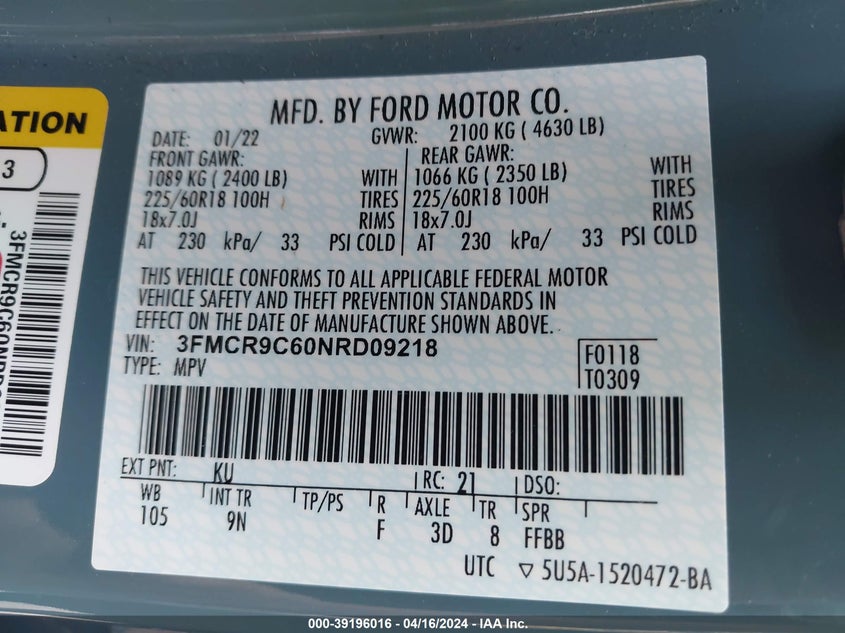 ATION
3
3FMCR9C60NRD0
MFD. BY FORD MOTOR CO.
DATE: 01/22 GVWR: 2100 KG ( 4630 LB)
FRONT GAWR: REAR GAWR:
1089 KG ( 2400 LB) WITH 1066 KG ( 2350 LB) WITH
225/60R18 100H TIRES 225/60R18 100H TIRES
18x7.0J RIMS 18x7.0J RIMS
AT 230 kPa/ 33 PSI COLD AT 230 kPa/ 33 PSI COLD
THIS VEHICLE CONFORMS TO ALL APPLICABLE FEDERAL MOTOR
VEHICLE SAFETY AND THEFT PREVENTION STANDARDS IN
EFFECT ON THE DATE OF MANUFACTURE SHOWN ABOVE.
VIN: 3FMCR9C60NRD09218 F0118
TYPE: MPV T0309
EXT PNT: KU RC: 21 DSO:
WB INT TR TP/PS R AXLE TR SPR
105 9N F 3D 8 FFBB
UTC ▽ 5U5A-1520472-BA
000-39196016 - 04/16/2024 - IAA Inc.